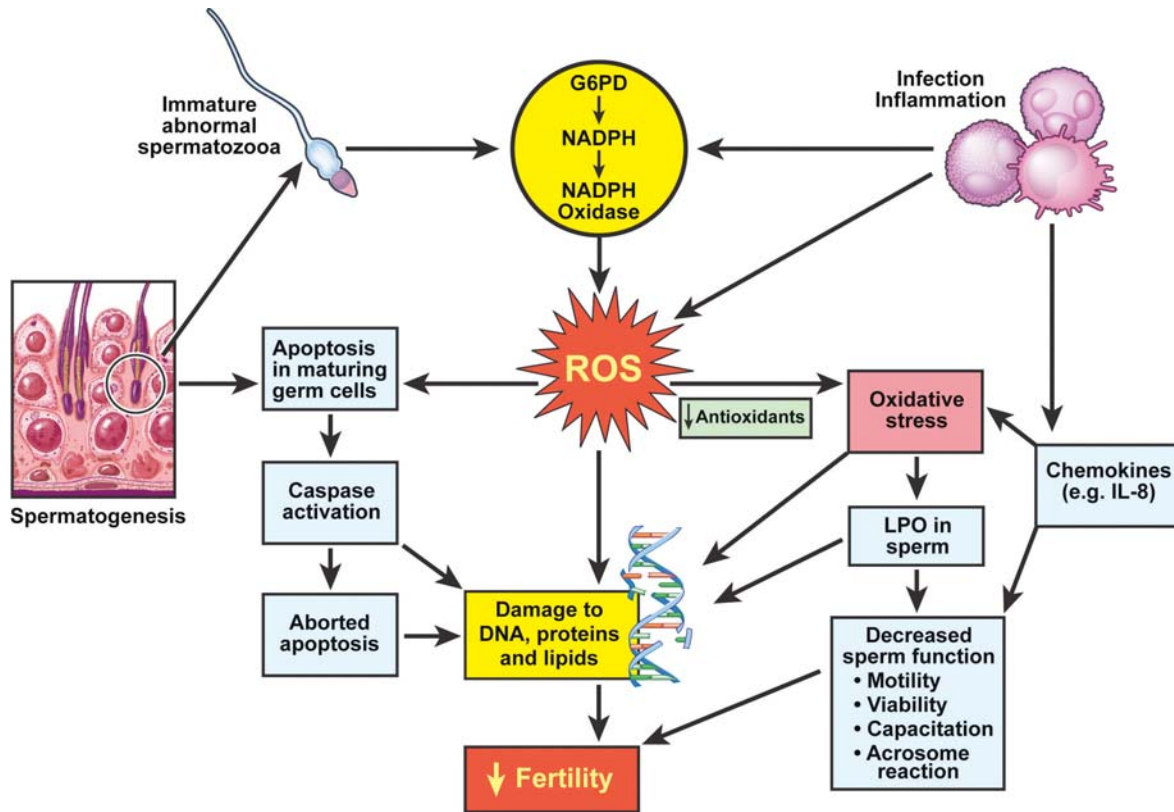 Immature
abnormal
spermatozooa
G6PD
NADPH
NADPH
Oxidase
Infection
Inflammation
Spermatogenesis
Apoptosis
in maturing
germ cells
ROS
↓ Antioxidants
Oxidative
stress
Chemokines
(e.g. IL-8)
Caspase
activation
LPO in
sperm
Aborted
apoptosis
Damage to
DNA, proteins
and lipids
Decreased
sperm function
• Motility
• Viability
• Capacitation
• Acrosome
reaction
↓ Fertility